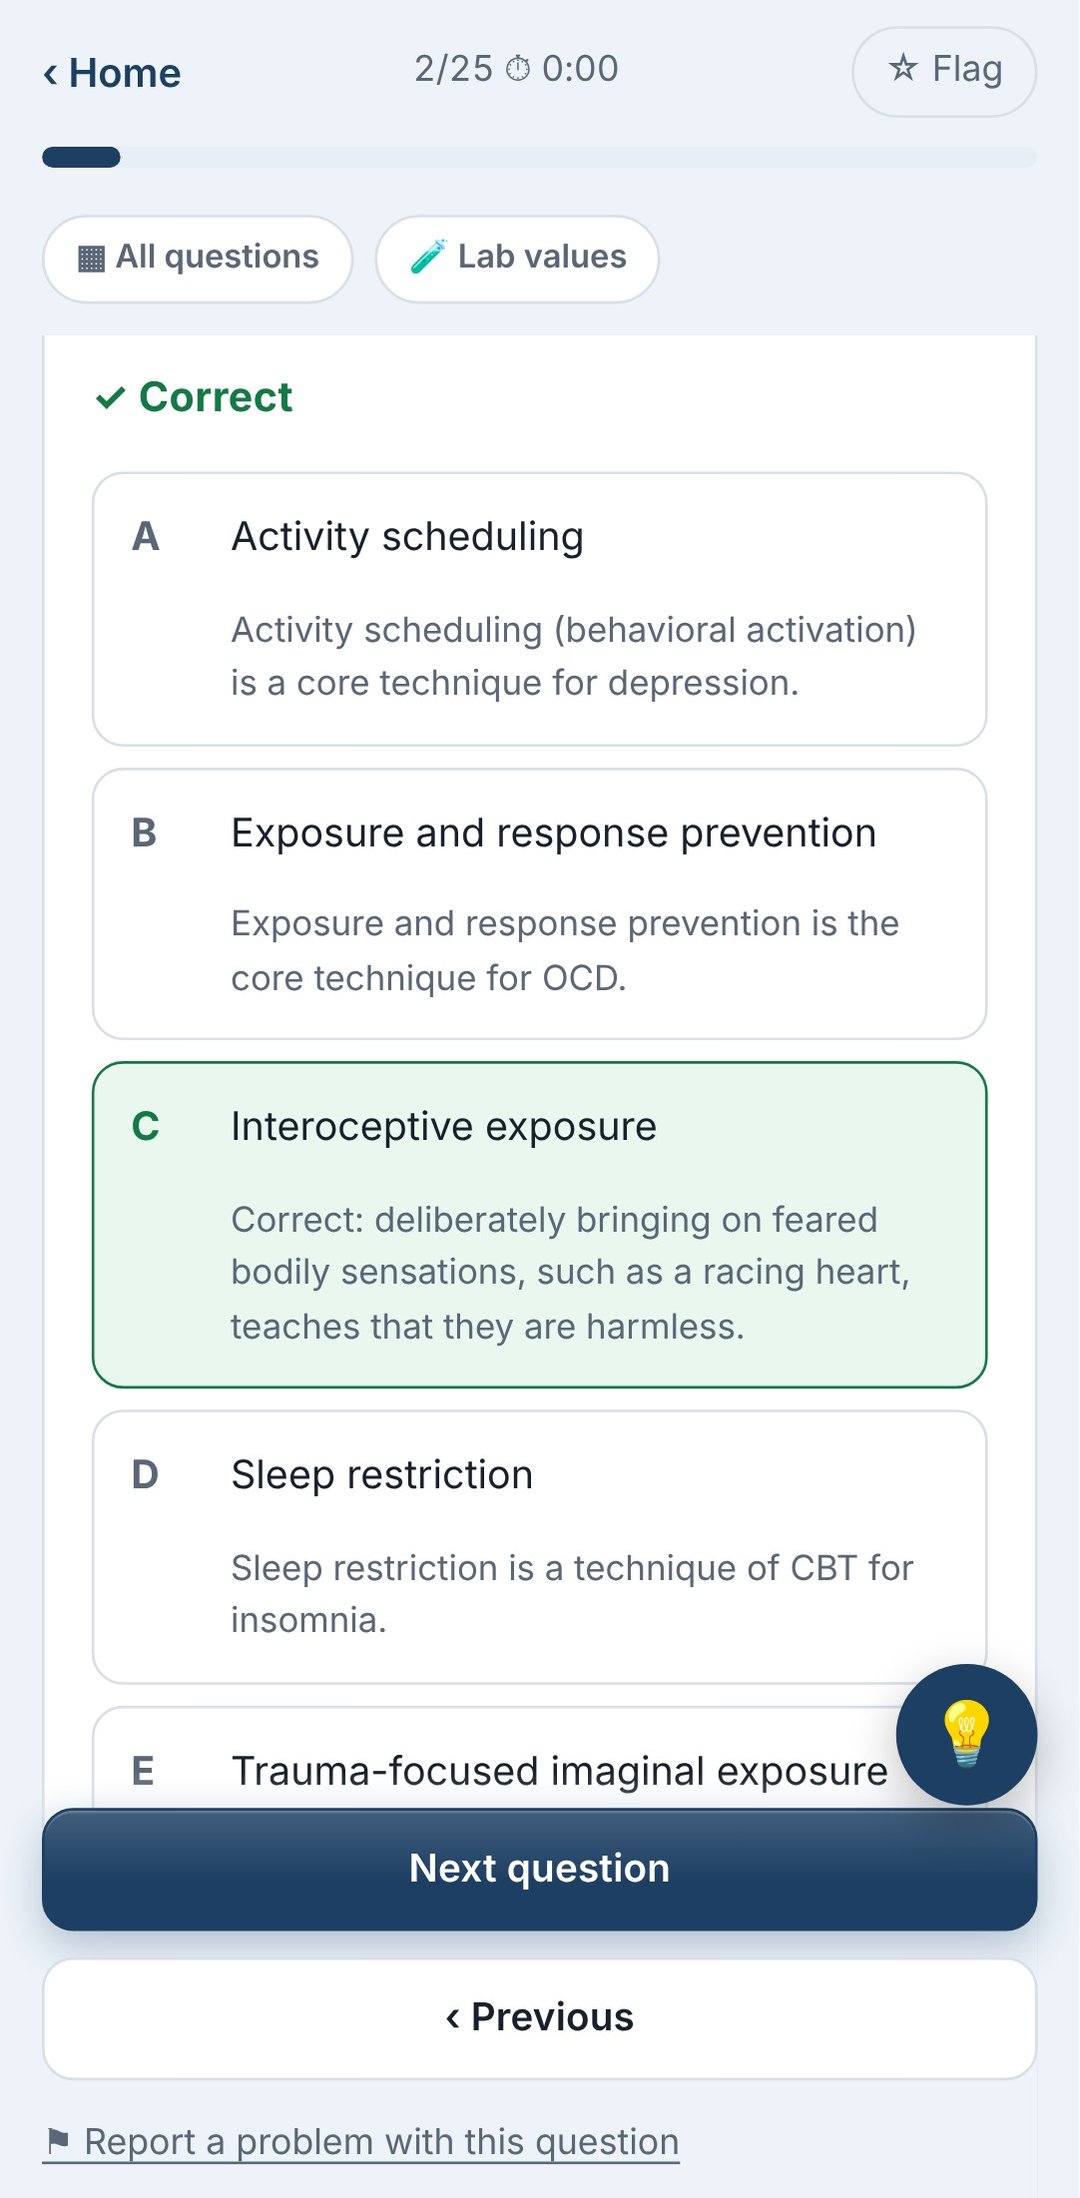 ‹ Home
2/25 ⏱ 0:00
☆ Flag
▦ All questions
🧪 Lab values
✓ Correct
A Activity scheduling
Activity scheduling (behavioral activation)
is a core technique for depression.
B Exposure and response prevention
Exposure and response prevention is the
core technique for OCD.
C Interoceptive exposure
Correct: deliberately bringing on feared
bodily sensations, such as a racing heart,
teaches that they are harmless.
D Sleep restriction
Sleep restriction is a technique of CBT for
insomnia.
E Trauma-focused imaginal exposure
Next question
‹ Previous
⚑ Report a problem with this question